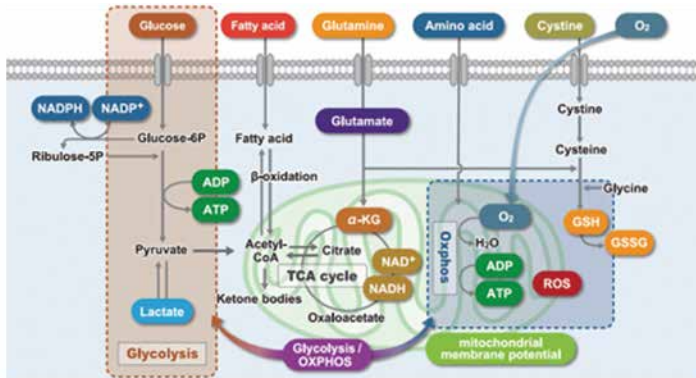 Glucose
Fatty acid
Glutamine
Amino acid
Cystine
O₂
NADPH
NADP⁺
Glucose-6P
Ribulose-5P
ADP
ATP
Pyruvate
Lactate
Glycolysis
Fatty acid
β-oxidation
Acetyl-
CoA
Ketone bodies
Glutamate
α-KG
Citrate
TCA cycle
NAD⁺
NADH
Oxaloacetate
Glycolysis /
OXPHOS
Cystine
Cysteine
Glycine
GSH
GSSG
Oxphos
O₂
H₂O
ADP
ATP
ROS
mitochondrial
membrane potential